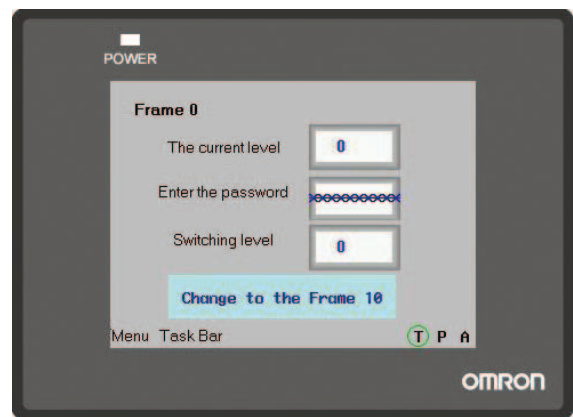 POWER
Frame 0
The current level 0
Enter the password
Switching level 0
Change to the Frame 10
Menu Task Bar T P A
OMRON